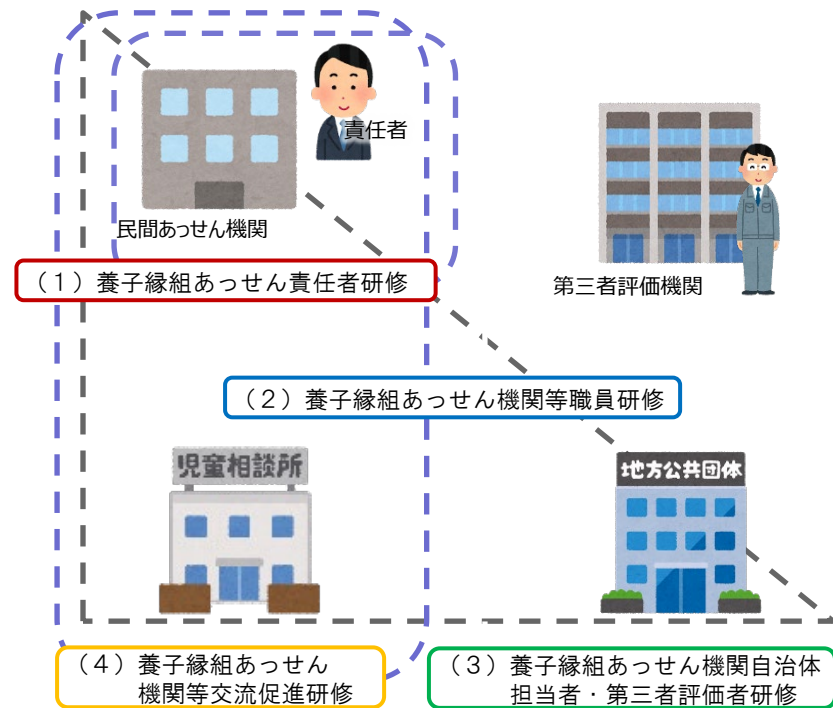 責任者
民間あっせん機関
（１）養子縁組あっせん責任者研修
第三者評価機関
（２）養子縁組あっせん機関等職員研修
児童相談所
地方公共団体
（４）養子縁組あっせん
機関等交流促進研修
（３）養子縁組あっせん機関自治体
担当者・第三者評価者研修